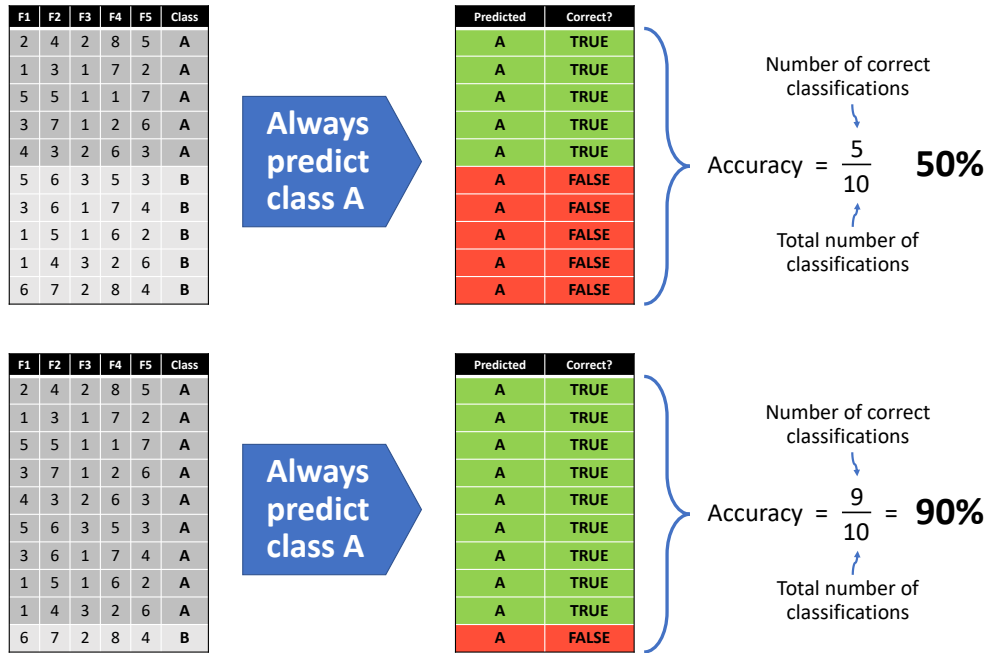 F1 F2 F3 F4 F5 Class
2 4 2 8 5 A
1 3 1 7 2 A
5 5 1 1 7 A
3 7 1 2 6 A
4 3 2 6 3 A
5 6 3 5 3 B
3 6 1 7 4 B
1 5 1 6 2 B
1 4 3 2 6 B
6 7 2 8 4 B
Always
predict
class A
Predicted Correct?
A TRUE
A TRUE
A TRUE
A TRUE
A TRUE
A FALSE
A FALSE
A FALSE
A FALSE
A FALSE
Number of correct
classifications
Accuracy = 5/10 50%
Total number of
classifications
F1 F2 F3 F4 F5 Class
2 4 2 8 5 A
1 3 1 7 2 A
5 5 1 1 7 A
3 7 1 2 6 A
4 3 2 6 3 A
5 6 3 5 3 A
3 6 1 7 4 A
1 5 1 6 2 A
1 4 3 2 6 A
6 7 2 8 4 B
Always
predict
class A
Predicted Correct?
A TRUE
A TRUE
A TRUE
A TRUE
A TRUE
A TRUE
A TRUE
A TRUE
A TRUE
A FALSE
Number of correct
classifications
Accuracy = 9/10 = 90%
Total number of
classifications